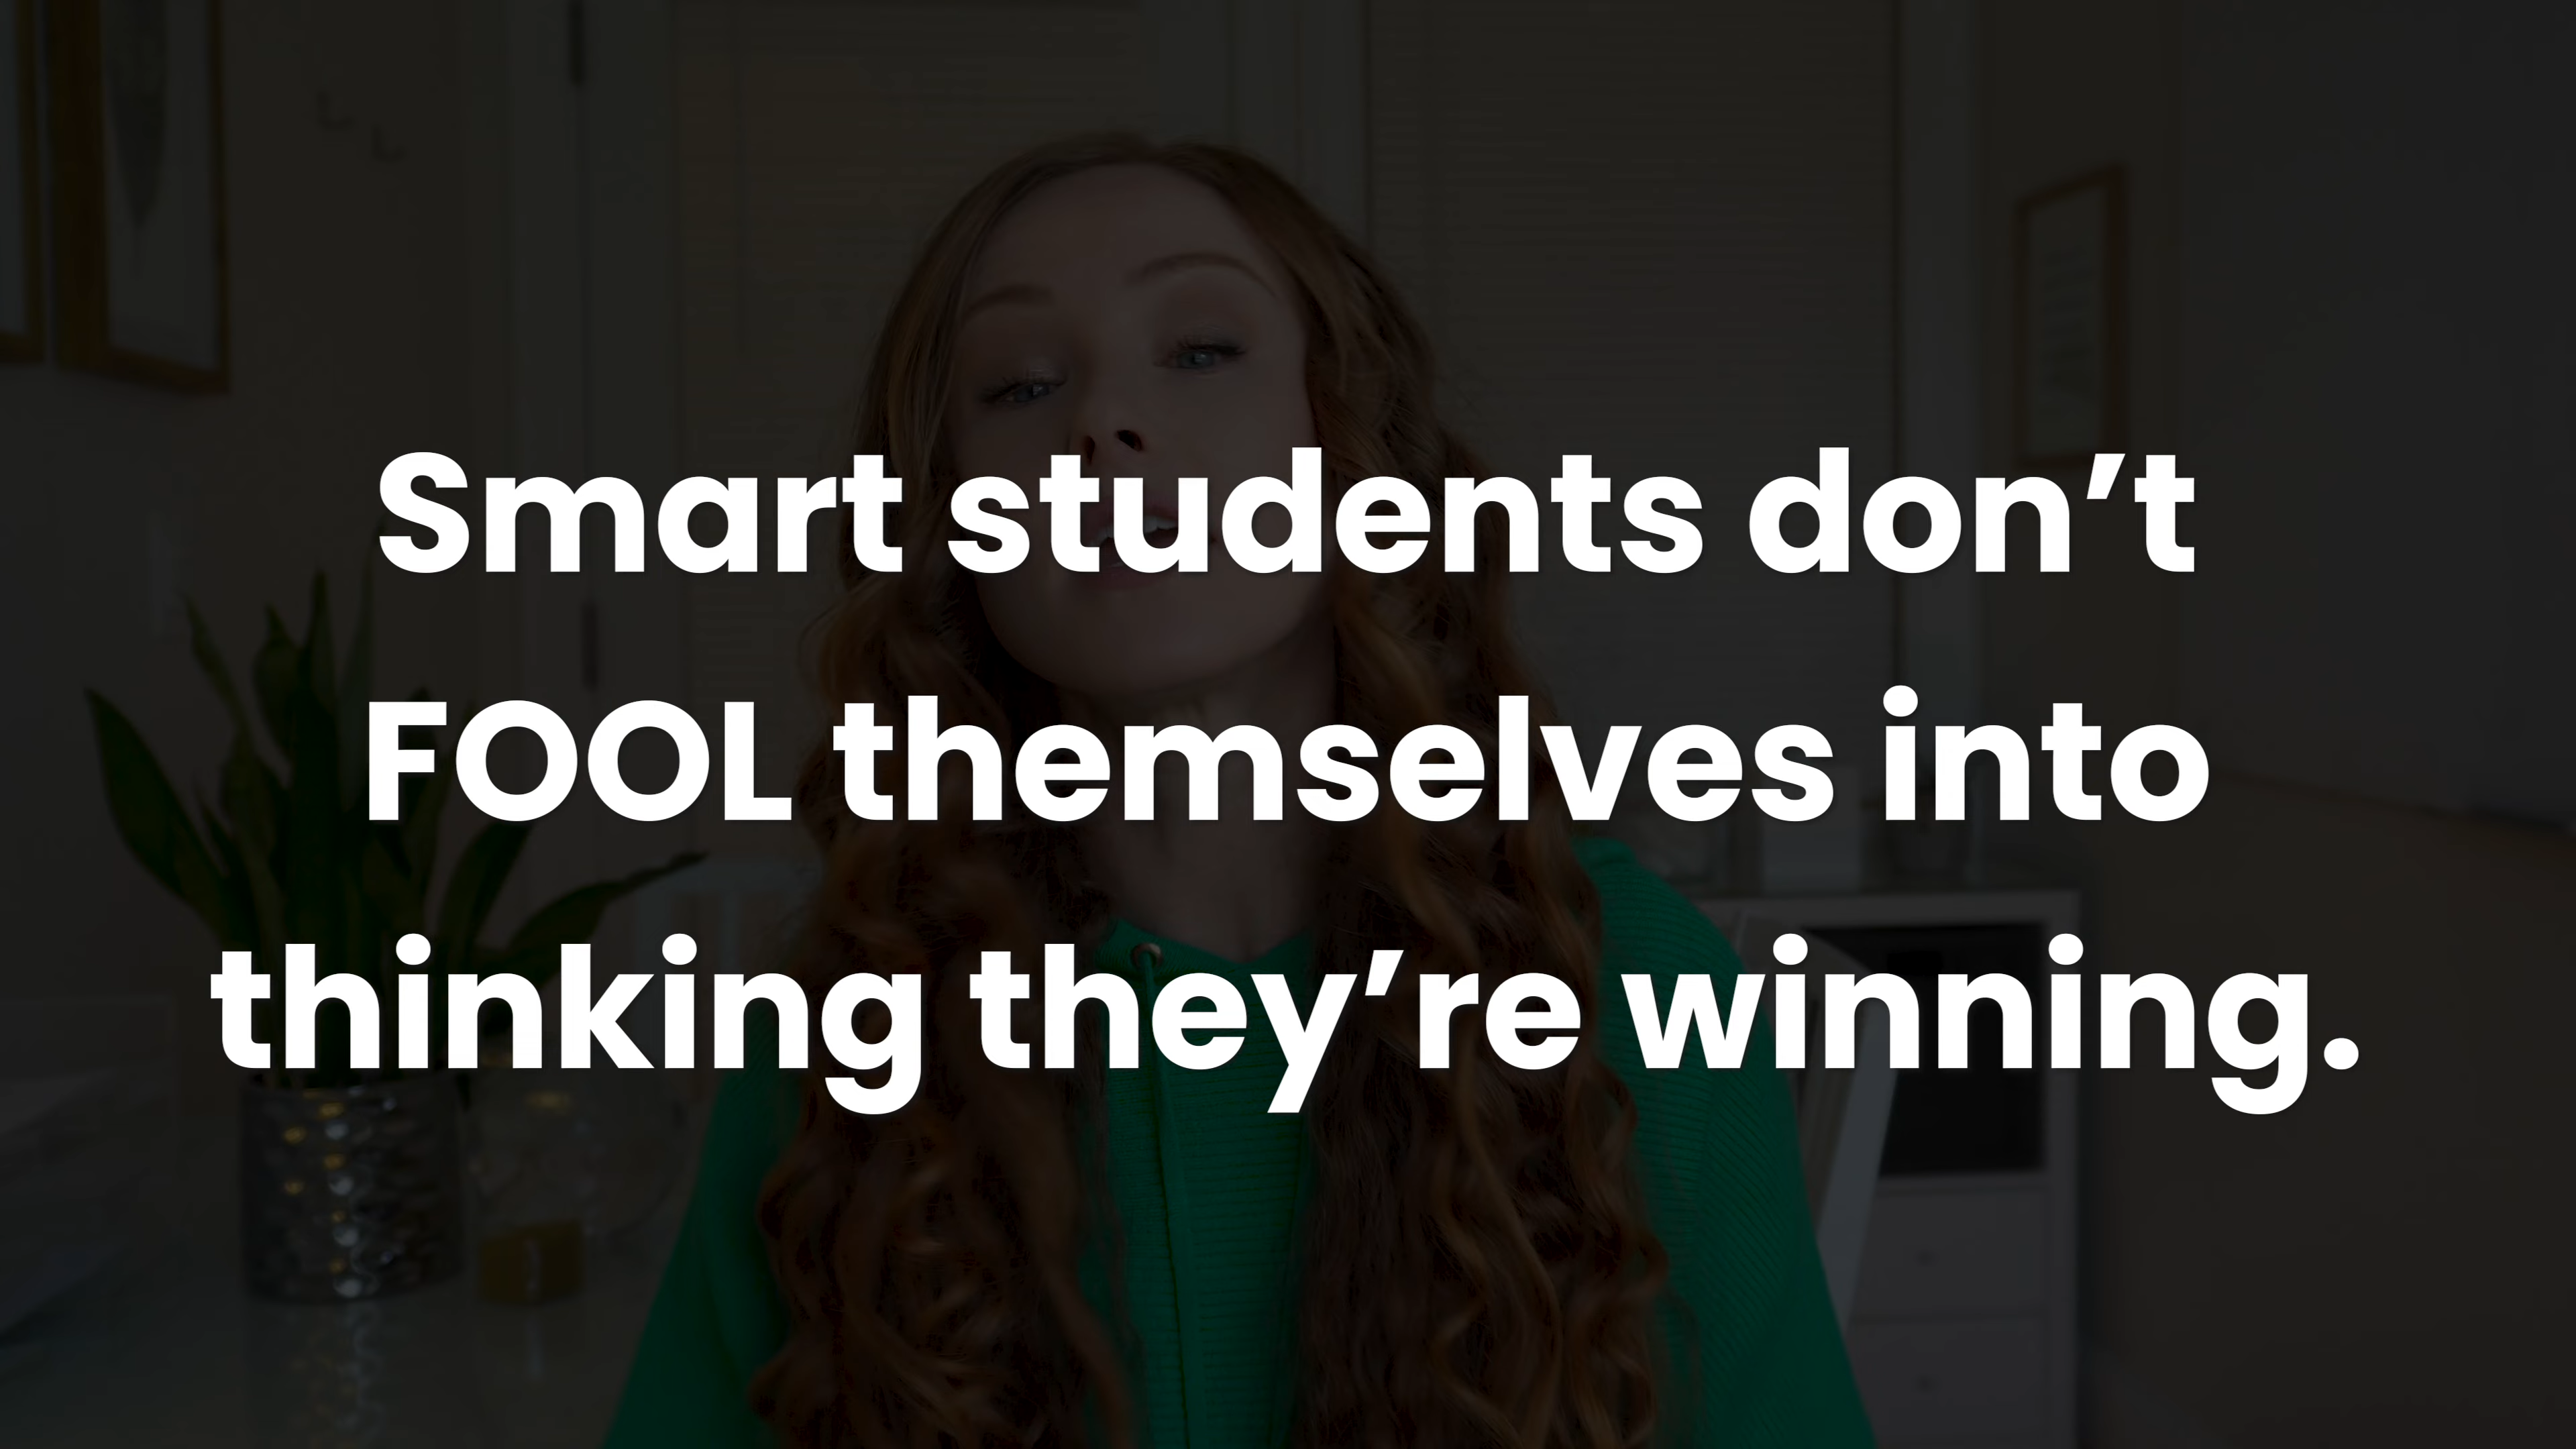 Smart students don’t
FOOL themselves into
thinking they’re winning.